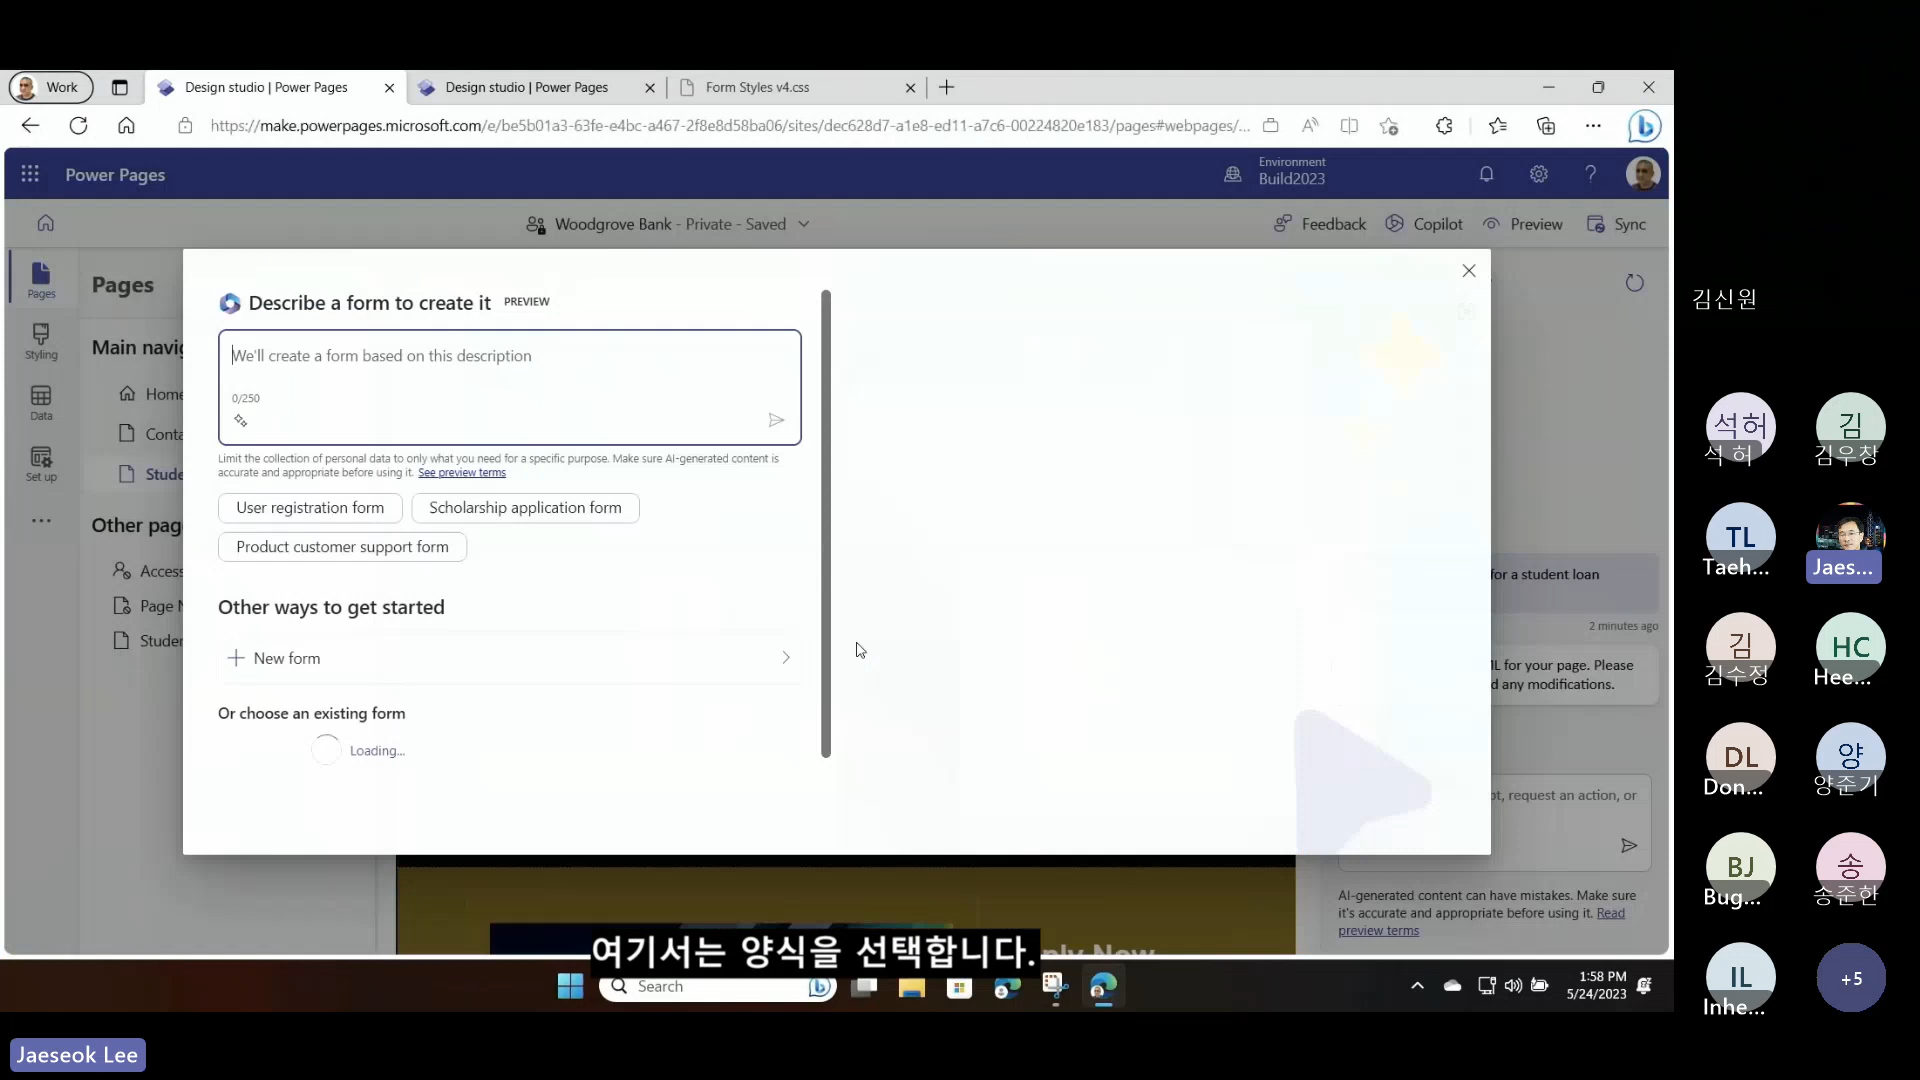 Work
Design studio | Power Pages
Design studio | Power Pages
Form Styles v4.css
https://make.powerpages.microsoft.com/e/be5b01a3-63fe-e4bc-a467-2f8e8d58ba06/sites/dec628d7-a1e8-ed11-a7c6-00224820e183/pages#webpages/...
Power Pages
Environment
Build2023
Woodgrove Bank - Private - Saved
Feedback
Copilot
Preview
Sync
Pages
Styling
Data
Set up
Pages
Main navig
Home
Conta
Stude
Other pag
Access
Page N
Studen
Describe a form to create it PREVIEW
We'll create a form based on this description
0/250
Limit the collection of personal data to only what you need for a specific purpose. Make sure AI-generated content is
accurate and appropriate before using it. See preview terms
User registration form
Scholarship application form
Product customer support form
Other ways to get started
New form
Or choose an existing form
Loading...
for a student loan
2 minutes ago
ML for your page. Please
d any modifications.
pt, request an action, or
AI-generated content can have mistakes. Make sure
it's accurate and appropriate before using it. Read
preview terms
ply Now
여기서는 양식을 선택합니다.
Search
1:58 PM
5/24/2023
김신원
석허
석 허
김
김우창
TL
Taeh...
Jaes...
김
김수정
HC
Hee...
DL
Don...
양
양준기
BJ
Bug...
송
송준한
IL
Inhe...
+5
Jaeseok Lee